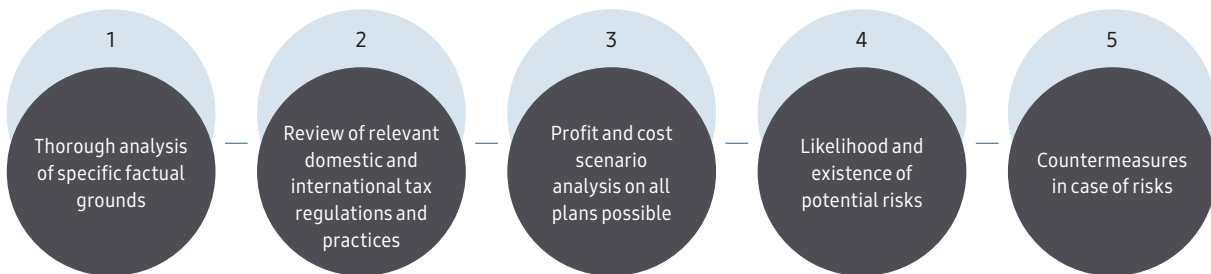 1
Thorough analysis
of specific factual
grounds
2
Review of relevant
domestic and
international tax
regulations and
practices
3
Profit and cost
scenario
analysis on all
plans possible
4
Likelihood and
existence of
potential risks
5
Countermeasures
in case of risks